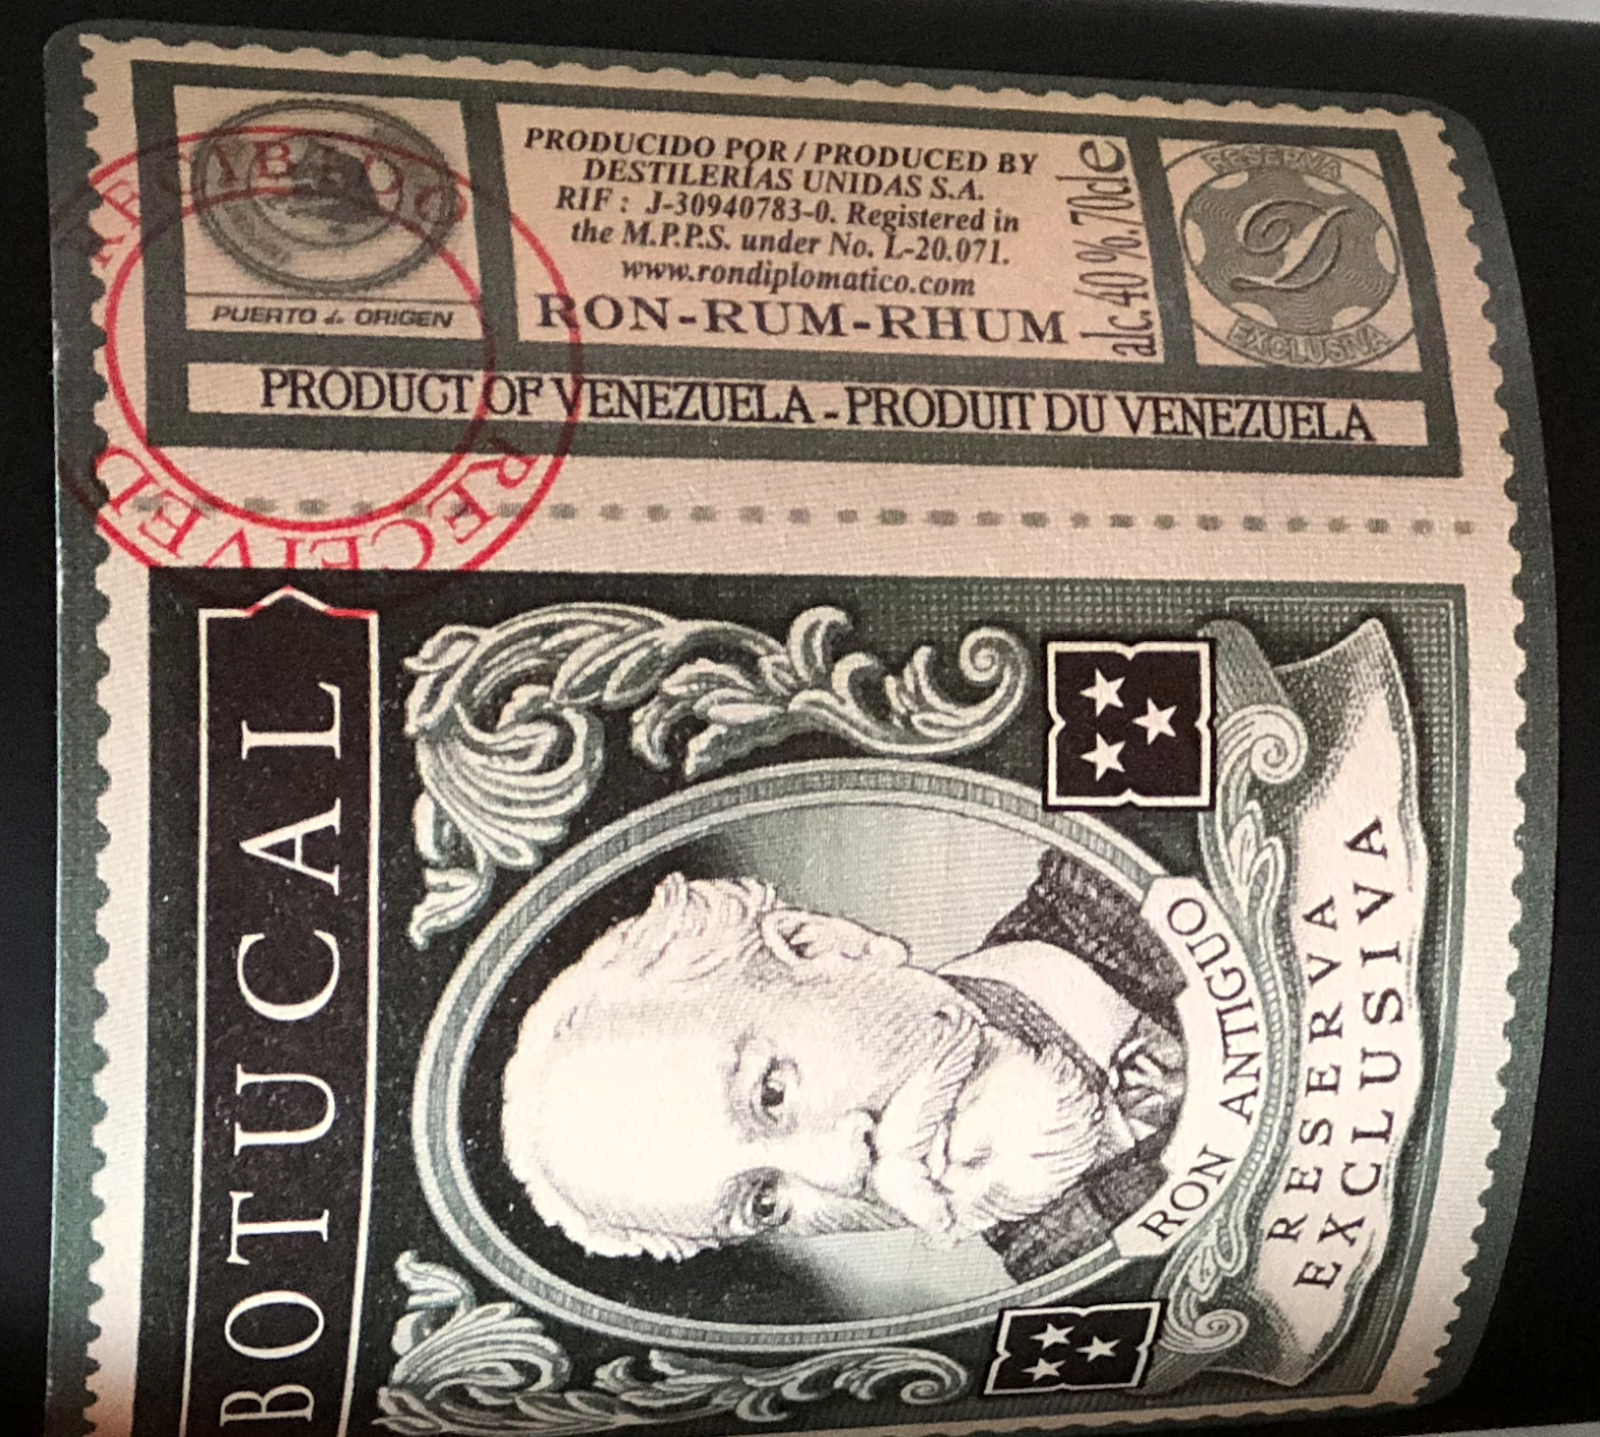 PUERTO de ORIGEN
PRODUCIDO POR / PRODUCED BY
DESTILERÍAS UNIDAS S.A.
RIF : J-30940783-0. Registered in
the M.P.P.S. under No. L-20.071.
www.rondiplomatico.com
RON-RUM-RHUM
alc.40%.70cle
RESERVA
D
EXCLUSIVA
PRODUCT OF VENEZUELA - PRODUIT DU VENEZUELA
RECIBIDO
RECEIVED
BOTUCAL
RON ANTIGUO
RESERVA
EXCLUSIVA